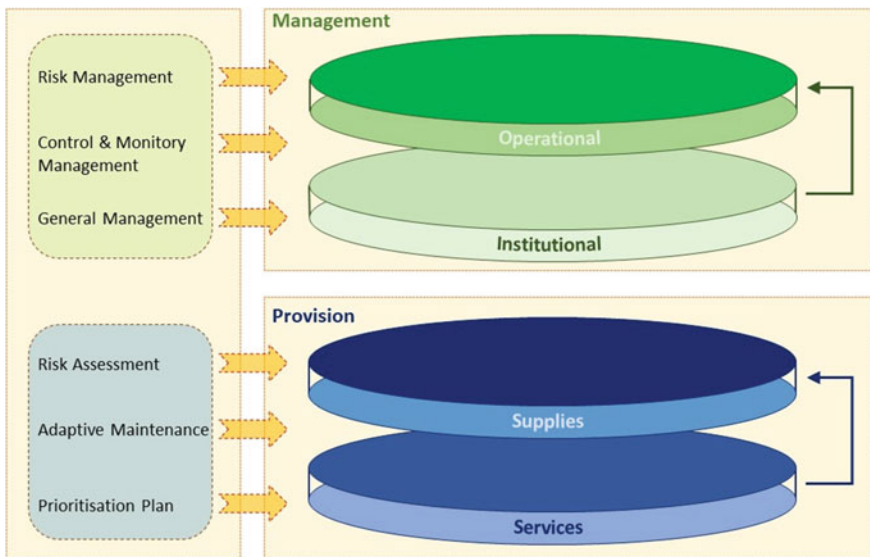 Management
Risk Management
Control & Monitory
Management
General Management
Operational
Institutional
Provision
Risk Assessment
Adaptive Maintenance
Prioritisation Plan
Supplies
Services